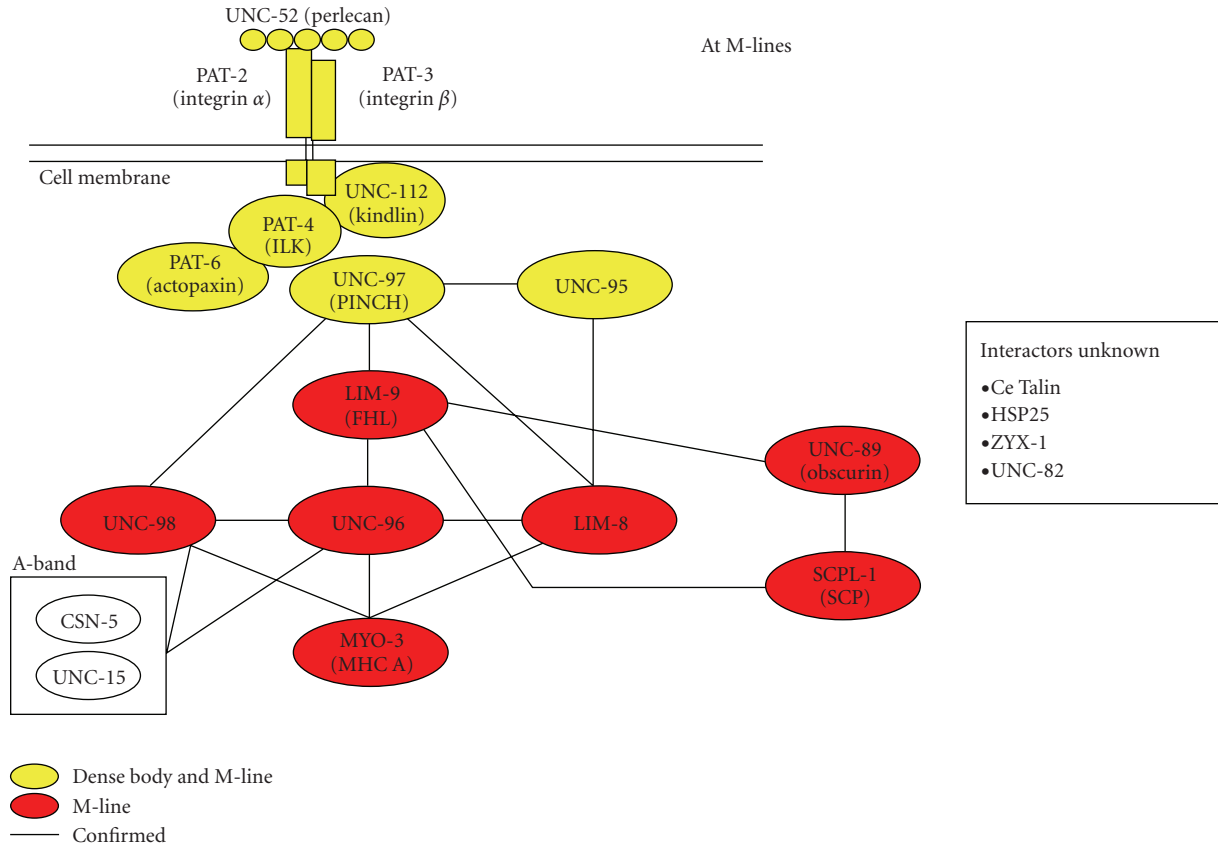 UNC-52 (perlecan)
At M-lines
PAT-2
(integrin α)
PAT-3
(integrin β)
Cell membrane
UNC-112
(kindlin)
PAT-4
(ILK)
PAT-6
(actopaxin)
UNC-97
(PINCH)
UNC-95
Interactors unknown
•Ce Talin
•HSP25
•ZYX-1
•UNC-82
LIM-9
(FHL)
UNC-89
(obscurin)
UNC-98
UNC-96
LIM-8
SCPL-1
(SCP)
A-band
CSN-5
UNC-15
MYO-3
(MHC A)
Dense body and M-line
M-line
Confirmed